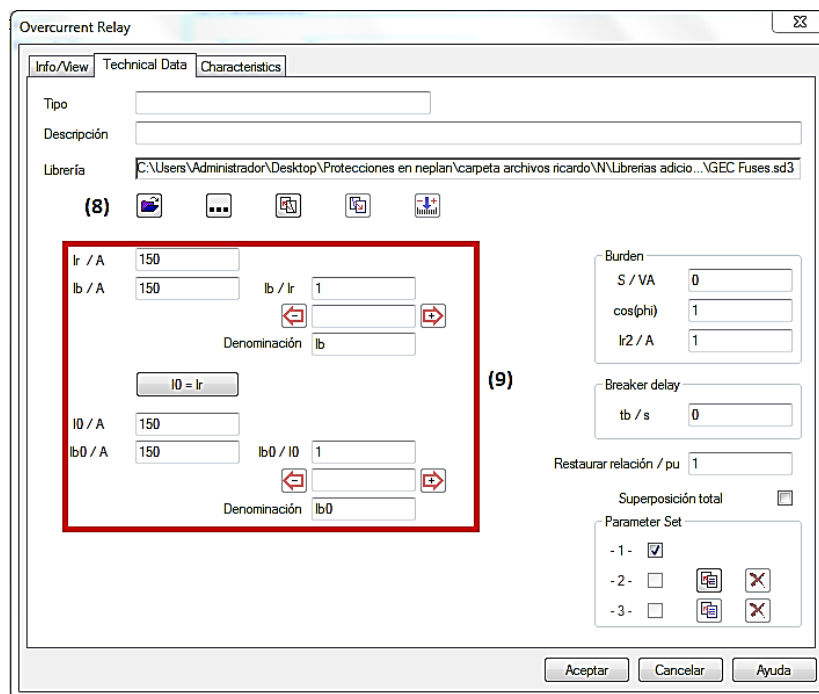 Overcurrent Relay
Info/View Technical Data Characteristics
Tipo
Descripción
Librería C:\Users\Administrador\Desktop\Protecciones en neplan\carpeta archivos ricardo\N\Librerias adicio...\GEC Fuses.sd3
(8) ...
Ir / A 150
Ib / A 150 Ib / Ir 1
Denominación Ib
I0 = Ir
I0 / A 150
Ib0 / A 150 Ib0 / I0 1
Denominación Ib0
(9)
Burden
S / VA 0
cos(phi) 1
Ir2 / A 1
Breaker delay
tb / s 0
Restaurar relación / pu 1
Superposición total
Parameter Set
- 1 -
- 2 -
- 3 -
Aceptar Cancelar Ayuda